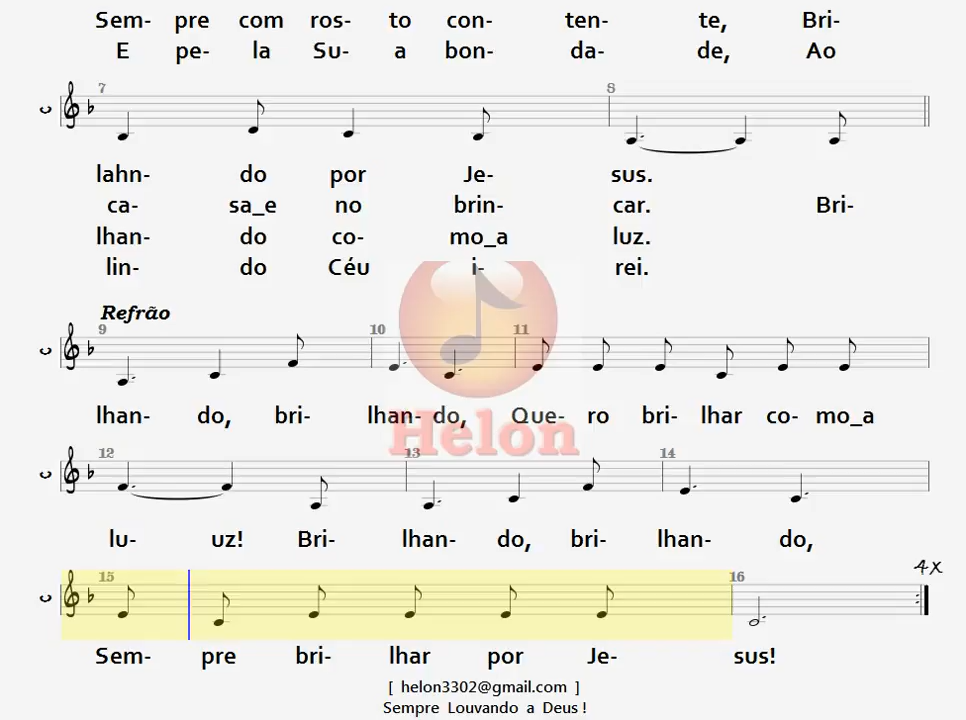 Sem- pre com ros- to con- ten- te, Bri-
E pe- la Su- a bon- da- de, Ao
7 8
lahn- do por Je- sus.
ca- sa_e no brin- car. Bri-
lhan- do co- mo_a luz.
lin- do Céu i- rei.
Refrão
9 10 11
lhan- do, bri- lhan- do, Que- ro bri- lhar co- mo_a
Helon
12 13 14
lu- uz! Bri- lhan- do, bri- lhan- do,
15 16 4x
Sem- pre bri- lhar por Je- sus!
[ helon3302@gmail.com ]
Sempre Louvando a Deus!